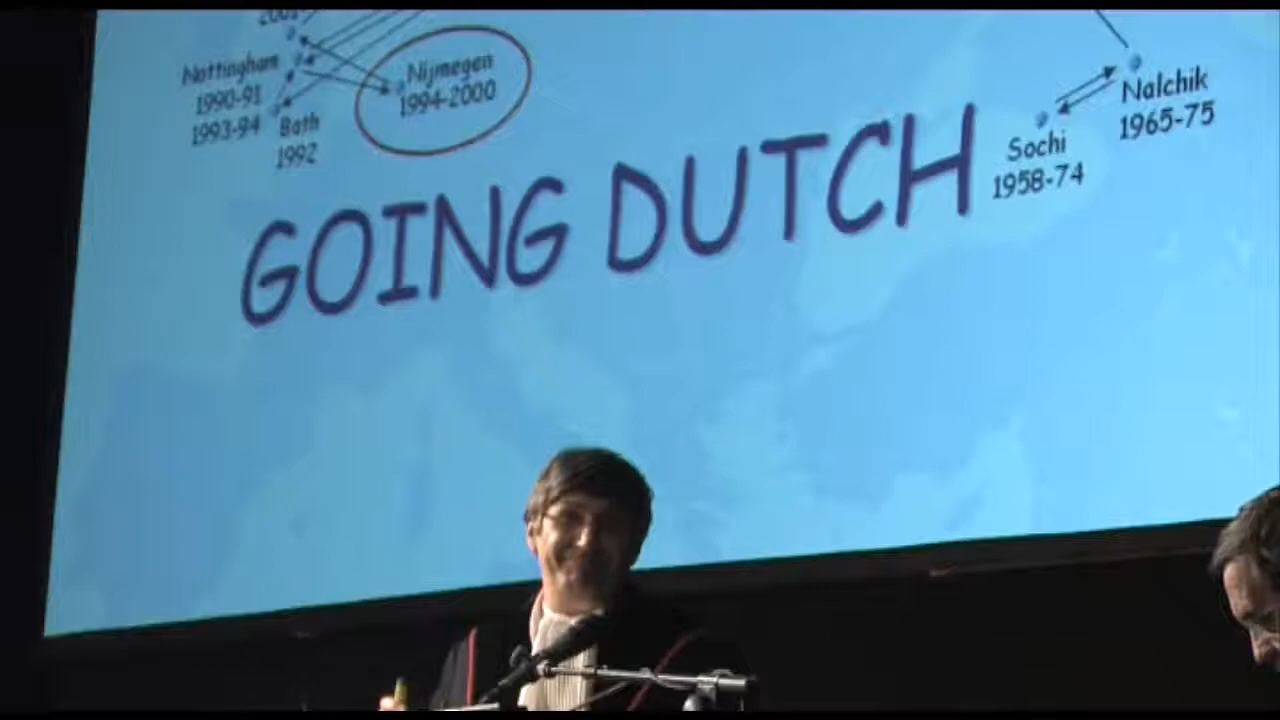 Nottingham
1990-91
1993-94
Bath
1992
Nijmegen
1994-2000
Nalchik
1965-75
Sochi
1958-74
GOING DUTCH